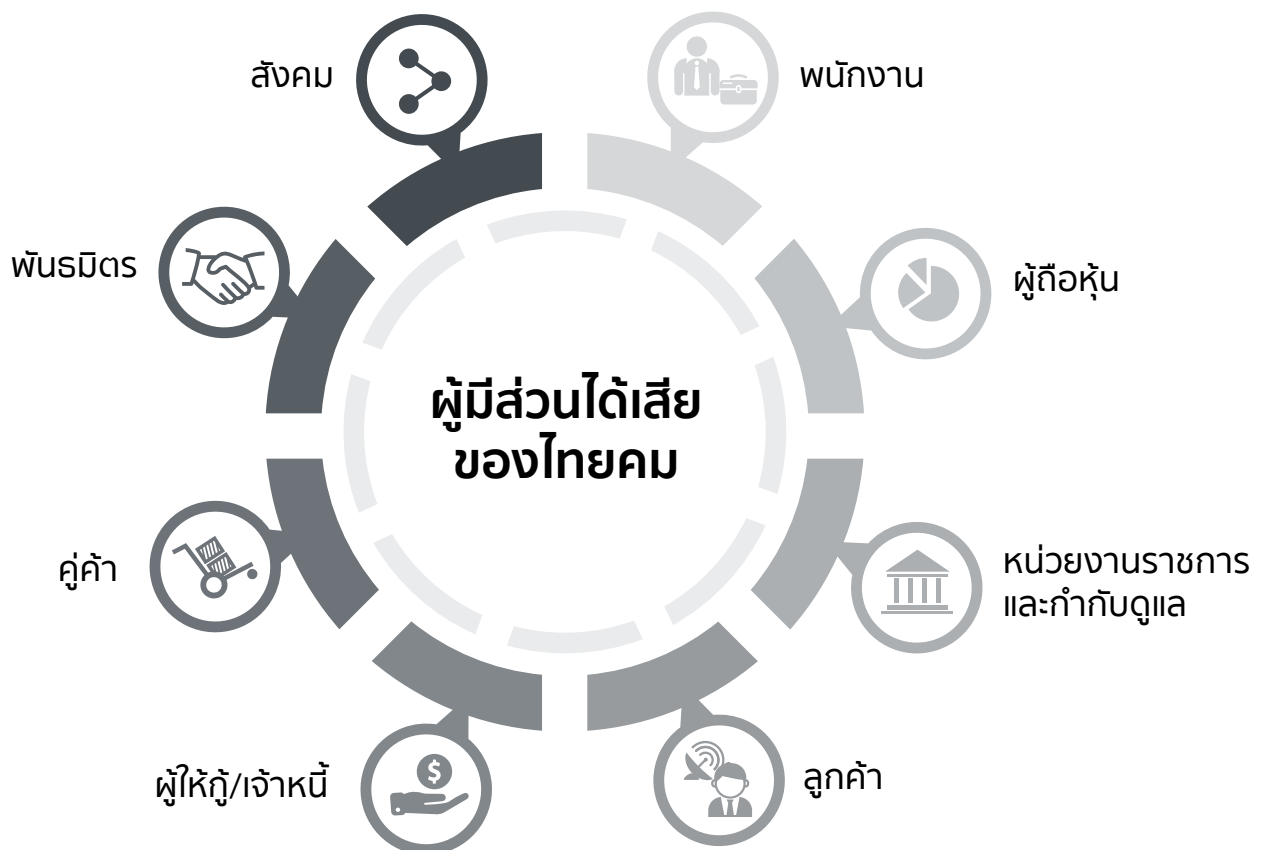 สังคม
พนักงาน
พันธมิตร
ผู้ถือหุ้น
ผู้มีส่วนได้เสีย
ของไทยคม
คู่ค้า
หน่วยงานราชการ
และกำกับดูแล
ผู้ให้กู้/เจ้าหนี้
ลูกค้า
$